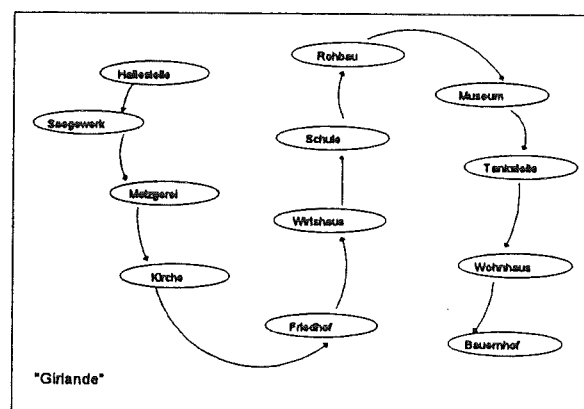 Haltestelle
Saegewerk
Metzgerei
Kirche
Friedhof
Wirtshaus
Schule
Rohbau
Museum
Tankstelle
Wohnhaus
Bauernhof
"Girlande"